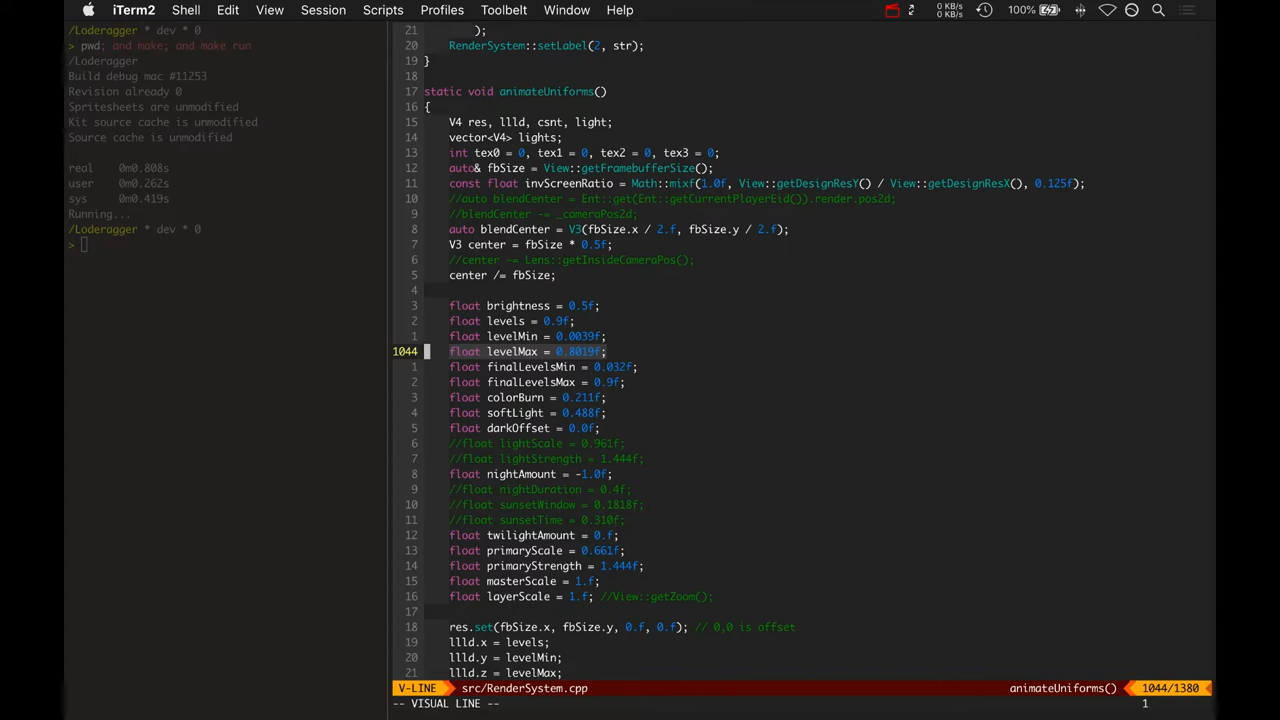 iTerm2 Shell Edit View Session Scripts Profiles Toolbelt Window Help 0 KB/s 0 KB/s 100%
/Loderagger * dev * 0
> pwd; and make; and make run
/Loderagger
Build debug mac #11253
Revision already 0
Spritesheets are unmodified
Kit source cache is unmodified
Source cache is unmodified
real 0m0.808s
user 0m0.262s
sys 0m0.419s
Running...
/Loderagger * dev * 0
>
21 );
20 RenderSystem::setLabel(2, str);
19 }
18
17 static void animateUniforms()
16 {
15 V4 res, llld, csnt, light;
14 vector<V4> lights;
13 int tex0 = 0, tex1 = 0, tex2 = 0, tex3 = 0;
12 auto& fbSize = View::getFramebufferSize();
11 const float invScreenRatio = Math::mixf(1.0f, View::getDesignResY() / View::getDesignResX(), 0.125f);
10 //auto blendCenter = Ent::get(Ent::getCurrentPlayerEid()).render.pos2d;
9 //blendCenter -= _cameraPos2d;
8 auto blendCenter = V3(fbSize.x / 2.f, fbSize.y / 2.f);
7 V3 center = fbSize * 0.5f;
6 //center -= Lens::getInsideCameraPos();
5 center /= fbSize;
4
3 float brightness = 0.5f;
2 float levels = 0.9f;
1 float levelMin = 0.0039f;
1044 float levelMax = 0.8019f;
1 float finalLevelsMin = 0.032f;
2 float finalLevelsMax = 0.9f;
3 float colorBurn = 0.211f;
4 float softLight = 0.488f;
5 float darkOffset = 0.0f;
6 //float lightScale = 0.961f;
7 //float lightStrength = 1.444f;
8 float nightAmount = -1.0f;
9 //float nightDuration = 0.4f;
10 //float sunsetWindow = 0.1818f;
11 //float sunsetTime = 0.310f;
12 float twilightAmount = 0.f;
13 float primaryScale = 0.661f;
14 float primaryStrength = 1.444f;
15 float masterScale = 1.f;
16 float layerScale = 1.f; //View::getZoom();
17
18 res.set(fbSize.x, fbSize.y, 0.f, 0.f); // 0,0 is offset
19 llld.x = levels;
20 llld.y = levelMin;
21 llld.z = levelMax;
V-LINE src/RenderSystem.cpp animateUniforms() 1044/1380
-- VISUAL LINE -- 1